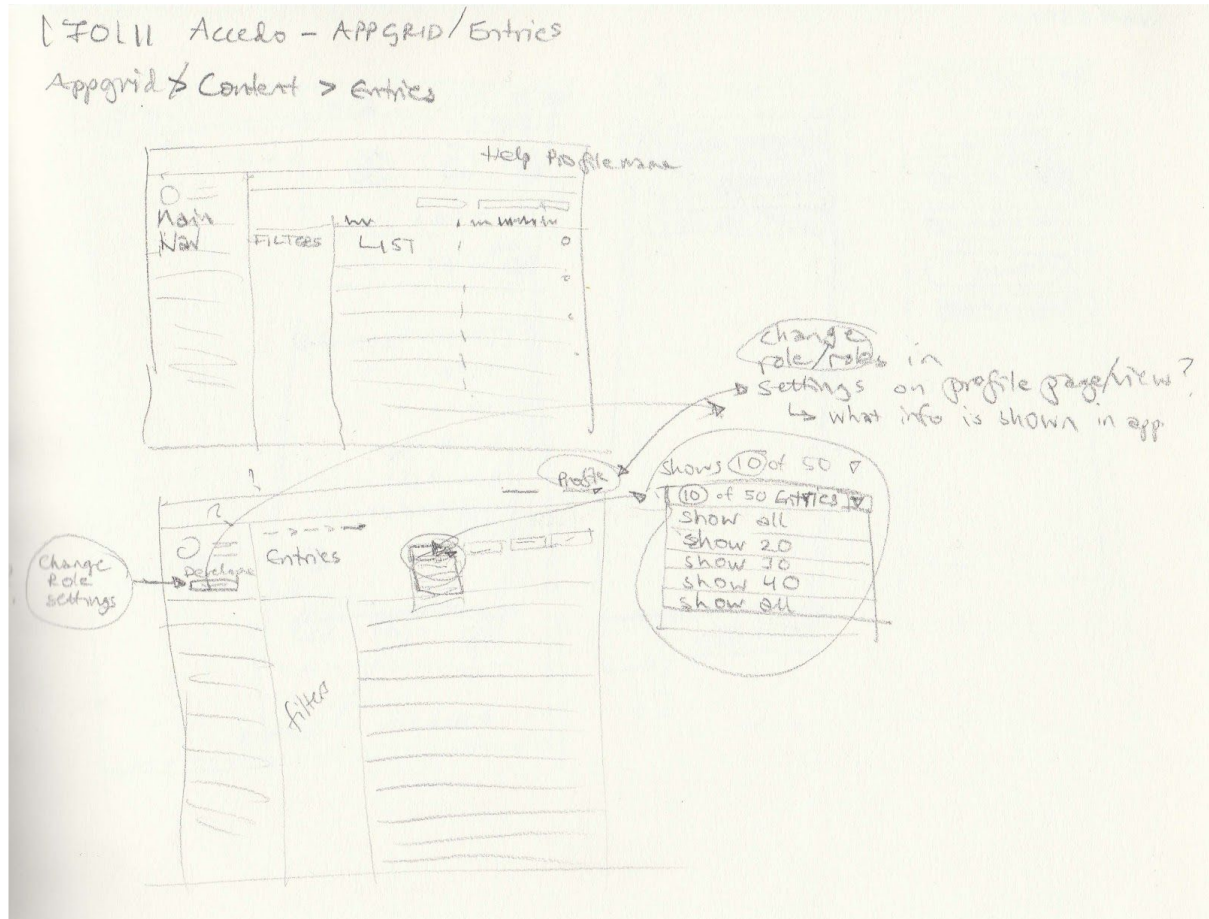 170111 Accedo - APPGRID/Entries
Appgrid > Content > Entries
Help Profile name
Main
Nav
FILTERS
LIST
change
role/roles in
settings on profile page/view?
↳ what info is shown in app.
Profile
Shows 10 of 50
10 of 50 Entries
Show all
Show 20
Show 30
Show 40
Show all
Entries
Develope
Change
Role
settings
filter